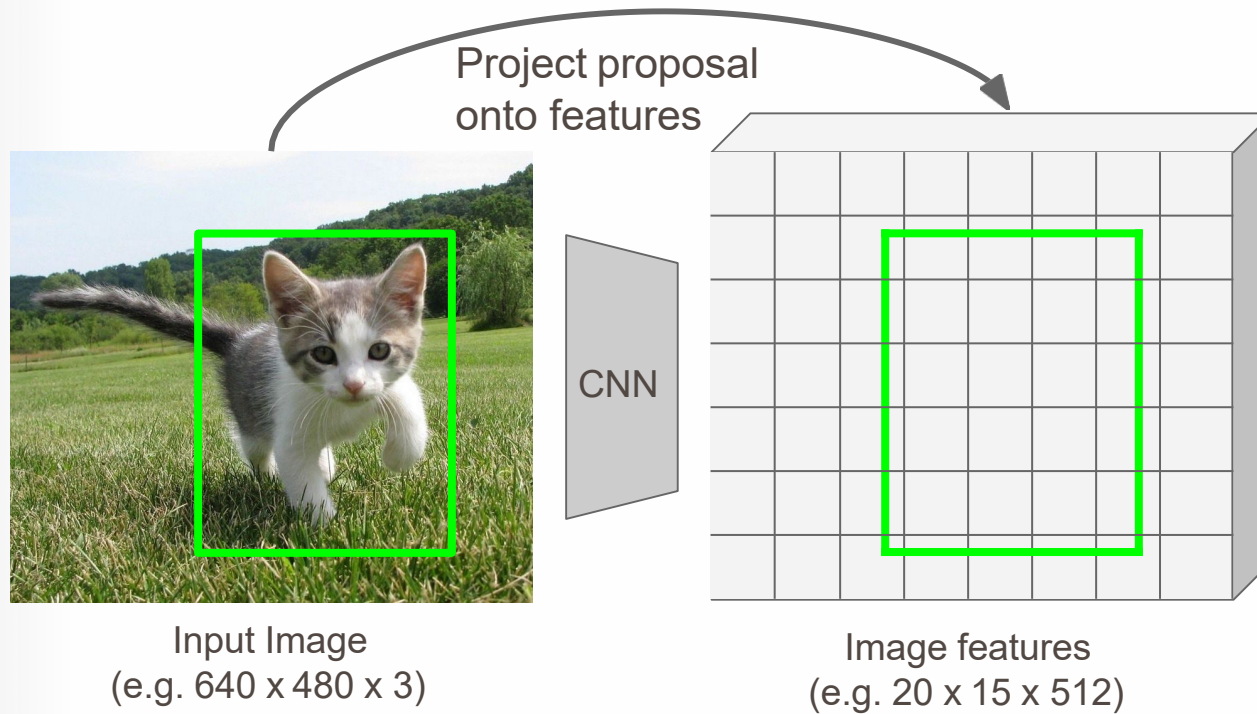 Project proposal
onto features
CNN
Input Image
(e.g. 640 x 480 x 3)
Image features
(e.g. 20 x 15 x 512)